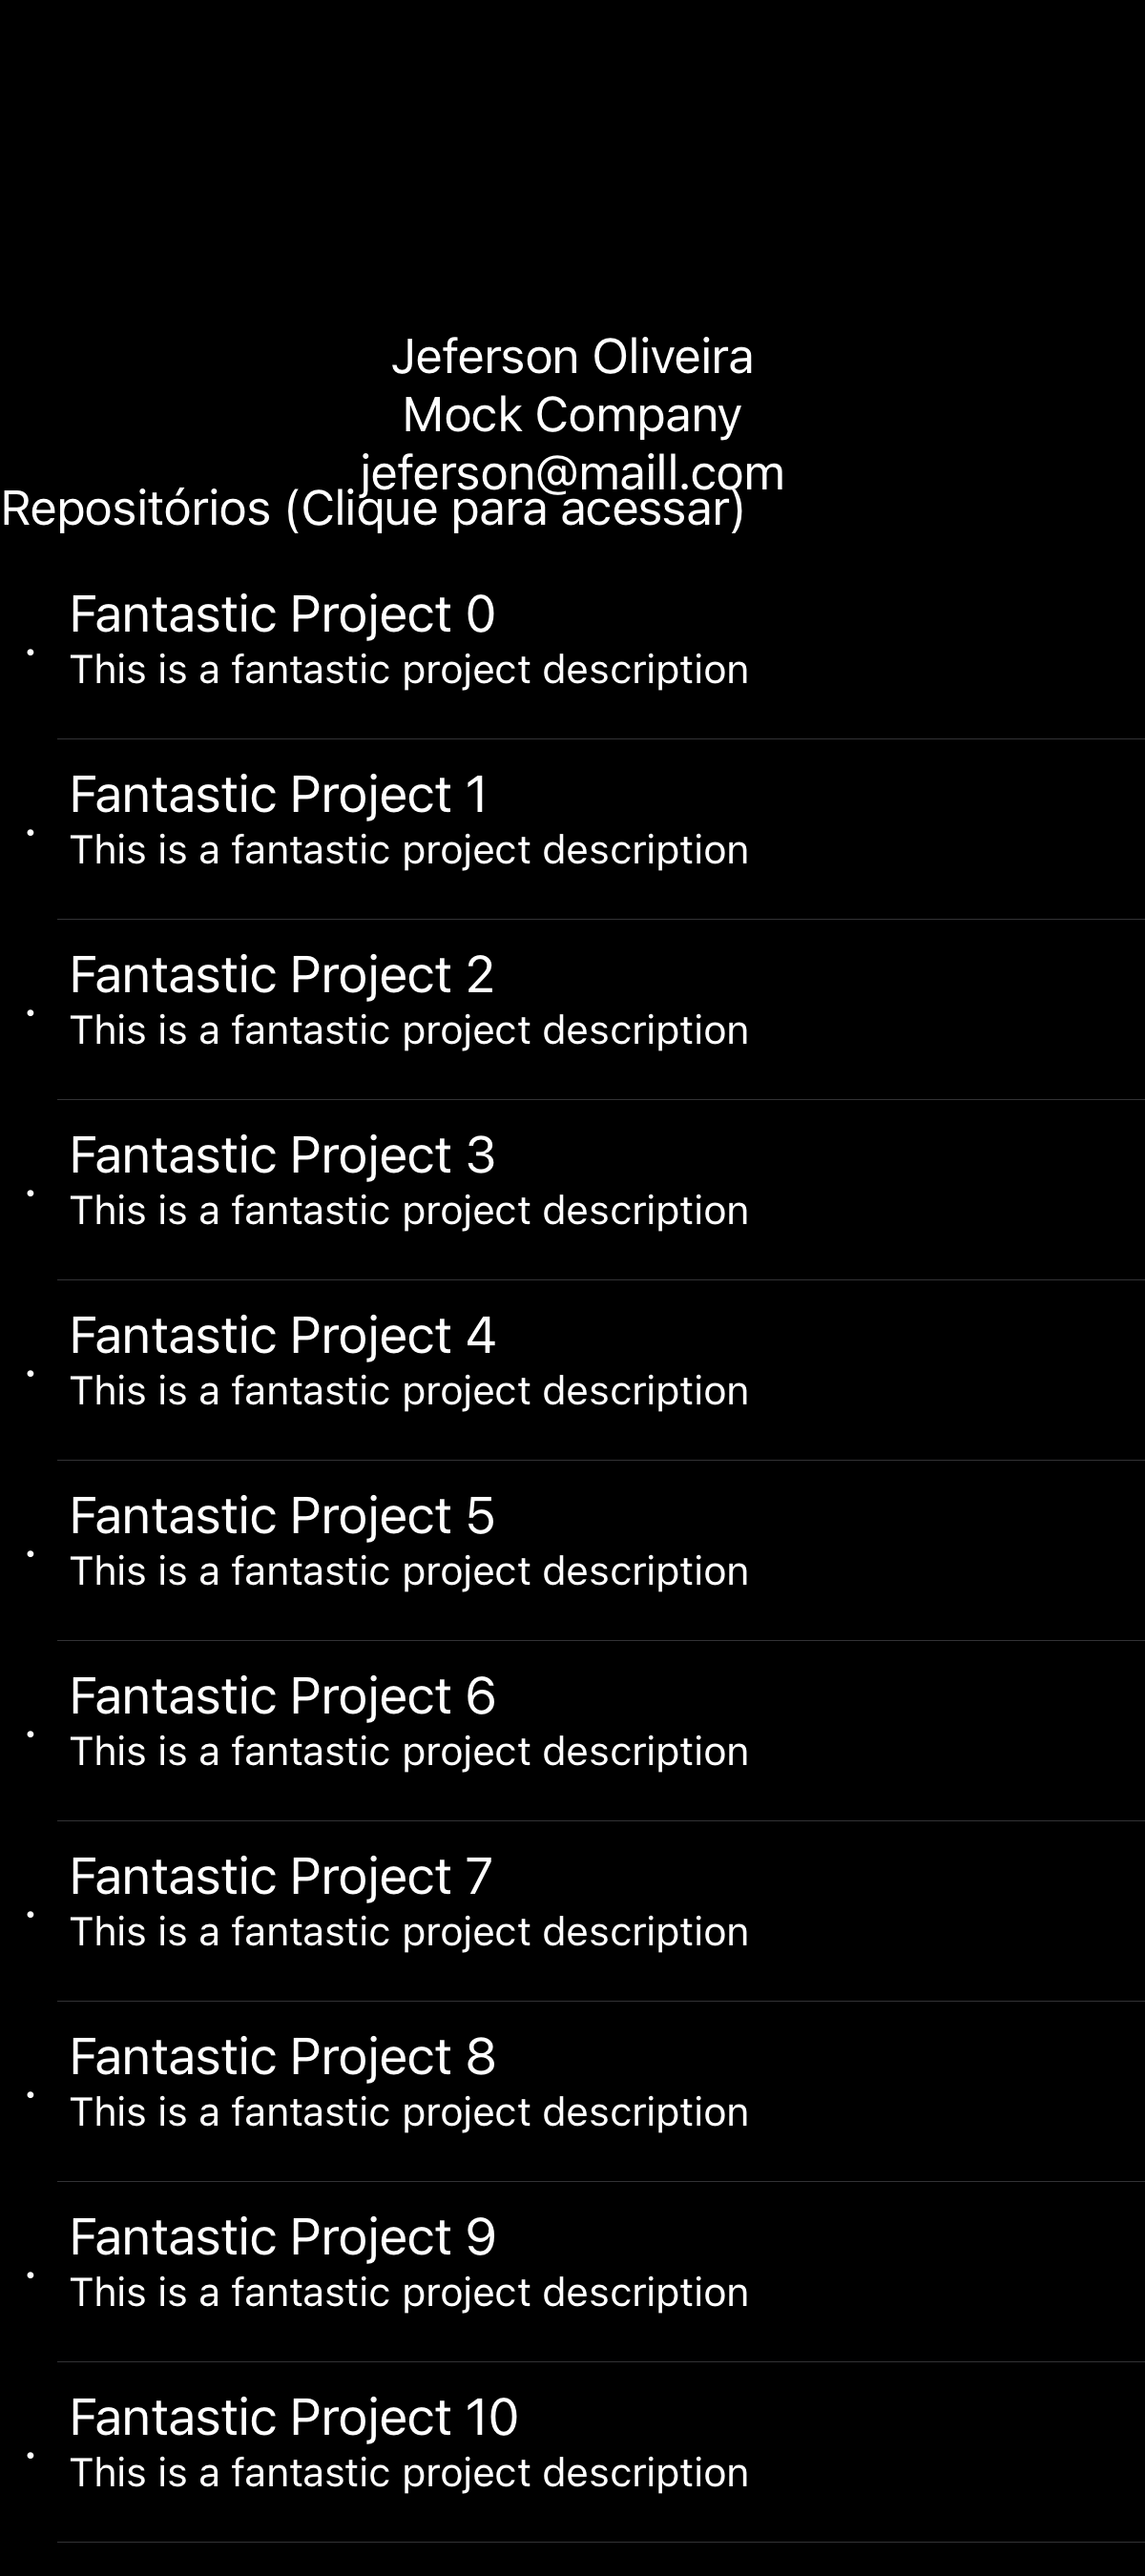 Jeferson Oliveira
Mock Company
jeferson@maill.com
Repositórios (Clique para acessar)
Fantastic Project 0
This is a fantastic project description
Fantastic Project 1
This is a fantastic project description
Fantastic Project 2
This is a fantastic project description
Fantastic Project 3
This is a fantastic project description
Fantastic Project 4
This is a fantastic project description
Fantastic Project 5
This is a fantastic project description
Fantastic Project 6
This is a fantastic project description
Fantastic Project 7
This is a fantastic project description
Fantastic Project 8
This is a fantastic project description
Fantastic Project 9
This is a fantastic project description
Fantastic Project 10
This is a fantastic project description